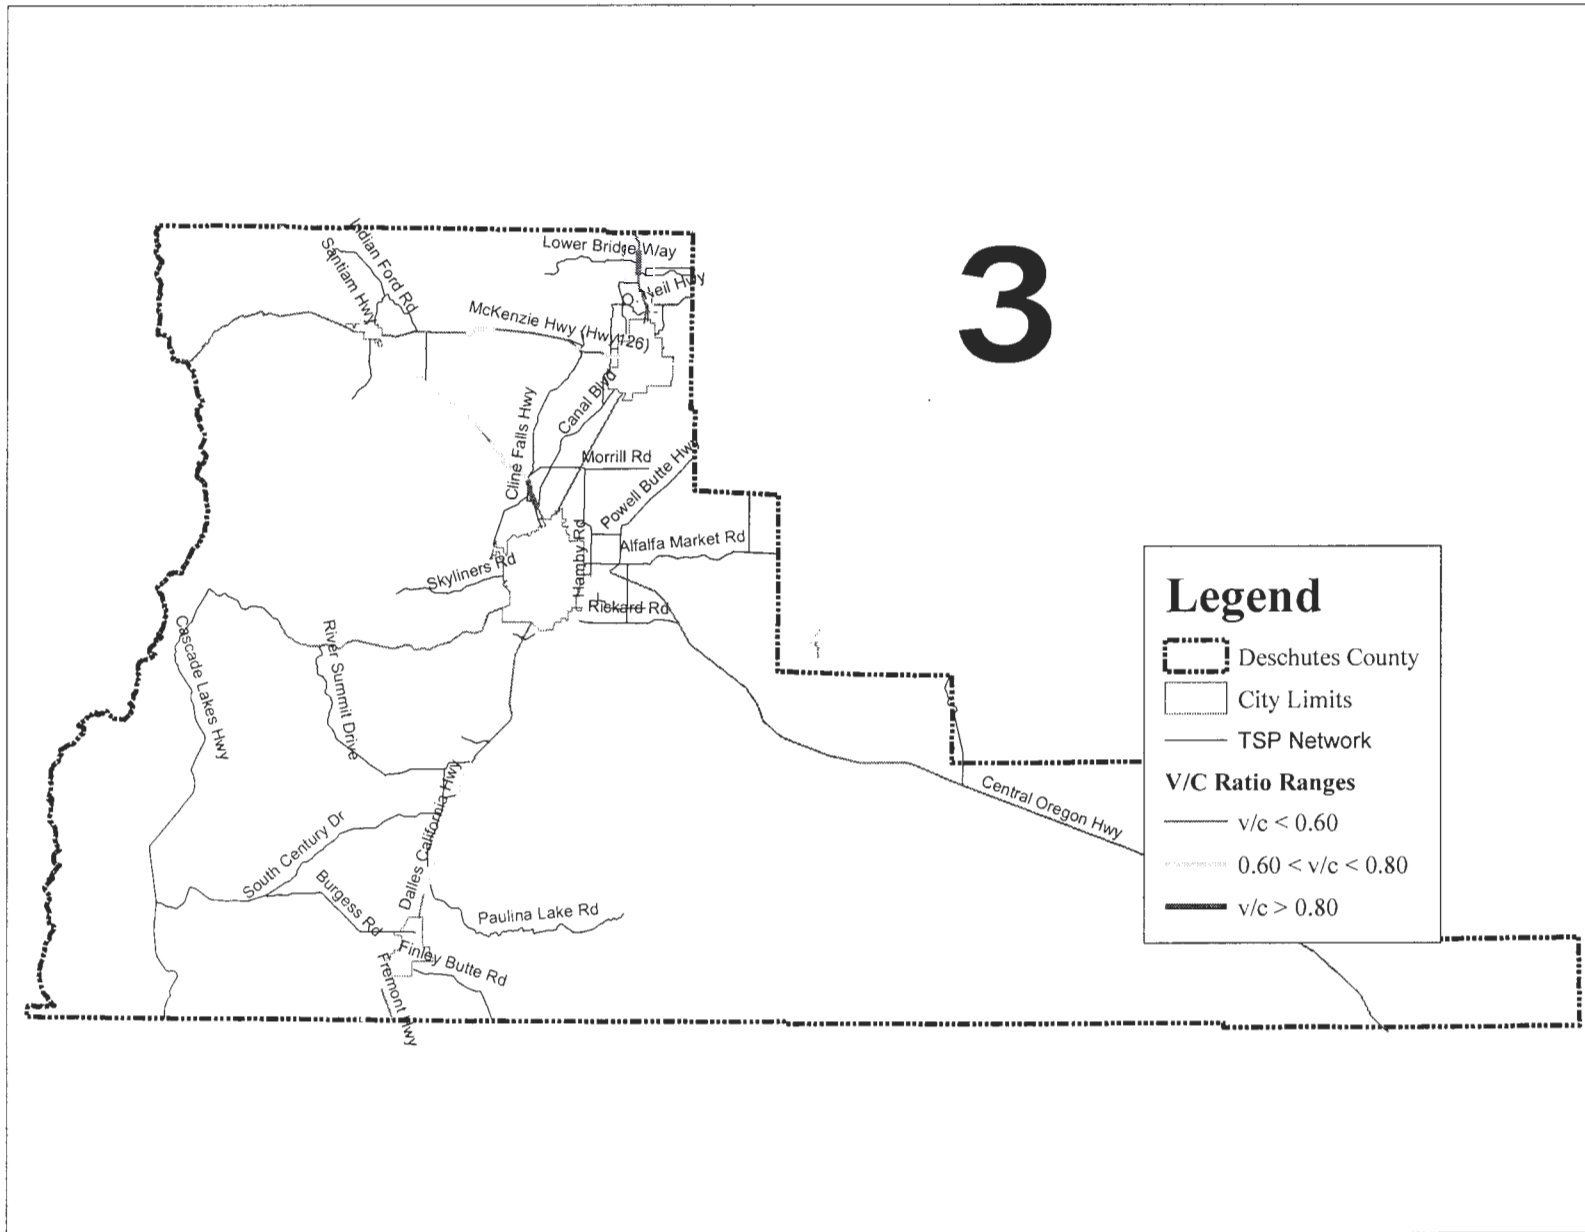 Indian Ford Rd
Santiam Hwy
Lower Bridge Way
O. Neil Hwy
3
McKenzie Hwy (Hwy126)
Canal Blvd
Cline Falls Hwy
Morrill Rd
Powell Butte Hwy
Alfalfa Market Rd
Hamby Rd
Skyliners Rd
Rickard Rd
Cascade Lakes Hwy
River Summit Drive
Dalles California Hwy
South Century Dr
Burgess Rd
Paulina Lake Rd
Finley Butte Rd
Fremont Hwy
Central Oregon Hwy
Legend
Deschutes County
City Limits
TSP Network
V/C Ratio Ranges
v/c < 0.60
0.60 < v/c < 0.80
v/c > 0.80